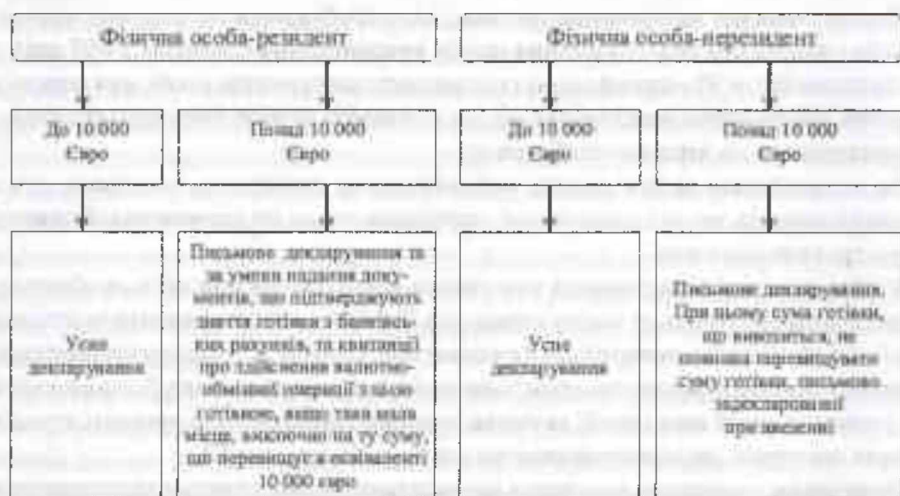 Фізична особа-резидент
Фізична особа-нерезидент
До 10 000
Євро
Понад 10 000
Євро
До 10 000
Євро
Понад 10 000
Євро
Усне
декларування
Письмове декларування та
за умови надання доку-
ментів, що підтверджують
зняття готівки з банківсь-
ких рахунків, та квитанції
про здійснення валютно-
обмінної операції з цією
готівкою, якщо така мала
місце, виключно на ту суму,
що перевищує в еквіваленті
10 000 євро
Усне
декларування
Письмове декларування.
При цьому сума готівки,
що вивозиться, не
повинна перевищувати
суму готівки, письмово
задекларованої
при ввезенні